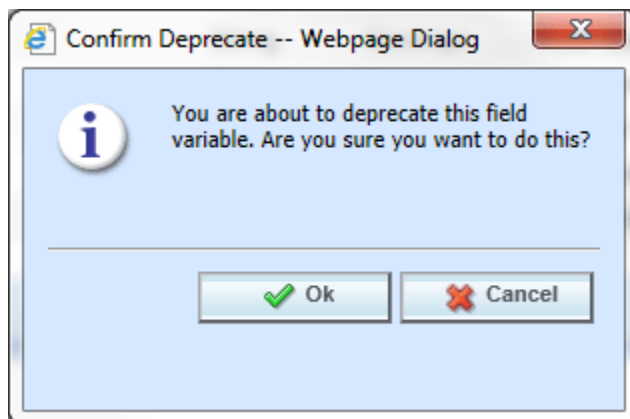 Confirm Deprecate -- Webpage Dialog
You are about to deprecate this field
variable. Are you sure you want to do this?
Ok
Cancel